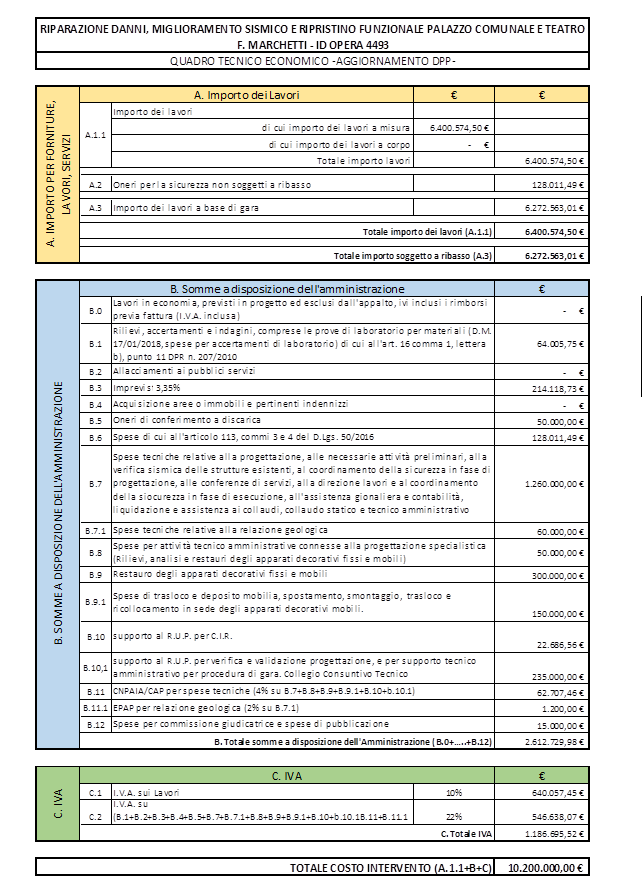 RIPARAZIONE DANNI, MIGLIORAMENTO SISMICO E RIPRISTINO FUNZIONALE PALAZZO COMUNALE E TEATRO
F. MARCHETTI - ID OPERA 4493
QUADRO TECNICO ECONOMICO -AGGIORNAMENTO DPP-
A. IMPORTO PER FORNITURE,
LAVORI, SERVIZI
A. Importo dei Lavori € €
A.1.1 Importo dei lavori
di cui importo dei lavori a misura 6.400.574,50 €
di cui importo dei lavori a corpo - €
Totale importo lavori 6.400.574,50 €
A.2 Oneri per la sicurezza non soggetti a ribasso 128.011,49 €
A.3 Importo dei lavori a base di gara 6.272.563,01 €
Totale importo dei lavori (A.1.1) 6.400.574,50 €
Totale importo soggetto a ribasso (A.3) 6.272.563,01 €
B. SOMME A DISPOSIZIONE DELL'AMMINISTRAZIONE
B. Somme a disposizione dell'amministrazione €
B.0 Lavori in economia, previsti in progetto ed esclusi dall'appalto, ivi inclusi i rimborsi
previa fattura (I.V.A. inclusa) - €
B.1 Rilievi, accertamenti e indagini, comprese le prove di laboratorio per materiali (D.M.
17/01/2018, spese per accertamenti di laboratorio) di cui all'art. 16 comma 1, lettera
b), punto 11 DPR n. 207/2010 64.005,75 €
B.2 Allacciamenti ai pubblici servizi - €
B.3 Imprevis' 3,35% 214.118,73 €
B.4 Acquisizione aree o immobili e pertinenti indennizzi - €
B.5 Oneri di conferimento a discarica 50.000,00 €
B.6 Spese di cui all'articolo 113, commi 3 e 4 del D.Lgs. 50/2016 128.011,49 €
B.7 Spese tecniche relative alla progettazione, alle necessarie attività preliminari, alla
verifica sismica delle strutture esistenti, al coordinamento della sicurezza in fase di
progettazione, alle conferenze di servizi, alla direzione lavori e al coordinamento
della siocurezza in fase di esecuzione, all'assistenza gionaliera e contabilità,
liquidazione e assistenza ai collaudi, collaudo statico e tecnico amministrativo 1.260.000,00 €
B.7.1 Spese tecniche relative alla relazione geologica 60.000,00 €
B.8 Spese per attività tecnico amministrative connesse alla progettazione specialistica
(Rilievi, analisi e restauri degli apparati decorativi fissi e mobili) 50.000,00 €
B.9 Restauro degli apparati decorativi fissi e mobili 300.000,00 €
B.9.1 Spese di trasloco e deposito mobilia, spostamento, smontaggio, trasloco e
ricollocamento in sede degli apparati decorativi mobili. 150.000,00 €
B.10 supporto al R.U.P. per C.I.R. 22.686,56 €
B.10,1 supporto al R.U.P. per verifica e validazione progettazione, e per supporto tecnico
amministrativo per procedura di gara. Collegio Consuntivo Tecnico 235.000,00 €
B.11 CNPAIA/CAP per spese tecniche (4% su B.7+B.8+B.9+B.9.1+B.10+b.10.1) 62.707,46 €
B.11.1 EPAP per relazione geologica (2% su B.7.1) 1.200,00 €
B.12 Spese per commissione giudicatrice e spese di pubblicazione 15.000,00 €
B. Totale somme a disposizione dell'Amministrazione (B.0+.....+B.12) 2.612.729,98 €
C. IVA
C. IVA €
C.1 I.V.A. sui Lavori 10% 640.057,45 €
C.2 I.V.A. su
(B.1+B.2+B.3+B.4+B.5+B.7+B.7.1+B.8+B.9+B.9.1+B.10+b.10.1B.11+B.11.1 22% 546.638,07 €
C. Totale IVA 1.186.695,52 €
TOTALE COSTO INTERVENTO (A.1.1+B+C) 10.200.000,00 €